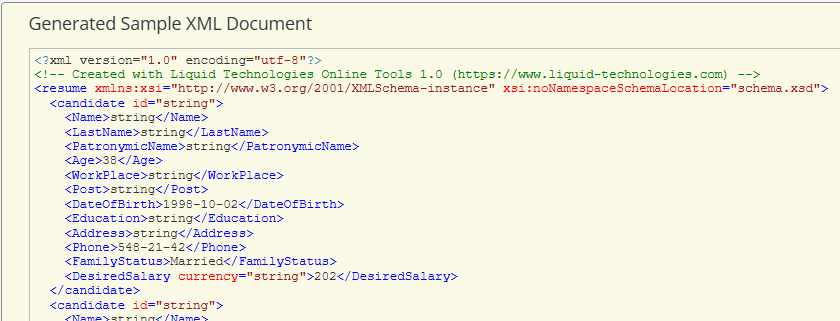 Generated Sample XML Document
<?xml version="1.0" encoding="utf-8"?>
<!-- Created with Liquid Technologies Online Tools 1.0 (https://www.liquid-technologies.com) -->
<resume xmlns:xsi="http://www.w3.org/2001/XMLSchema-instance" xsi:noNamespaceSchemaLocation="schema.xsd">
<candidate id="string">
<Name>string</Name>
<LastName>string</LastName>
<PatronymicName>string</PatronymicName>
<Age>38</Age>
<WorkPlace>string</WorkPlace>
<Post>string</Post>
<DateOfBirth>1998-10-02</DateOfBirth>
<Education>string</Education>
<Address>string</Address>
<Phone>548-21-42</Phone>
<FamilyStatus>Married</FamilyStatus>
<DesiredSalary currency="string">202</DesiredSalary>
</candidate>
<candidate id="string">
<Name>string</Name>